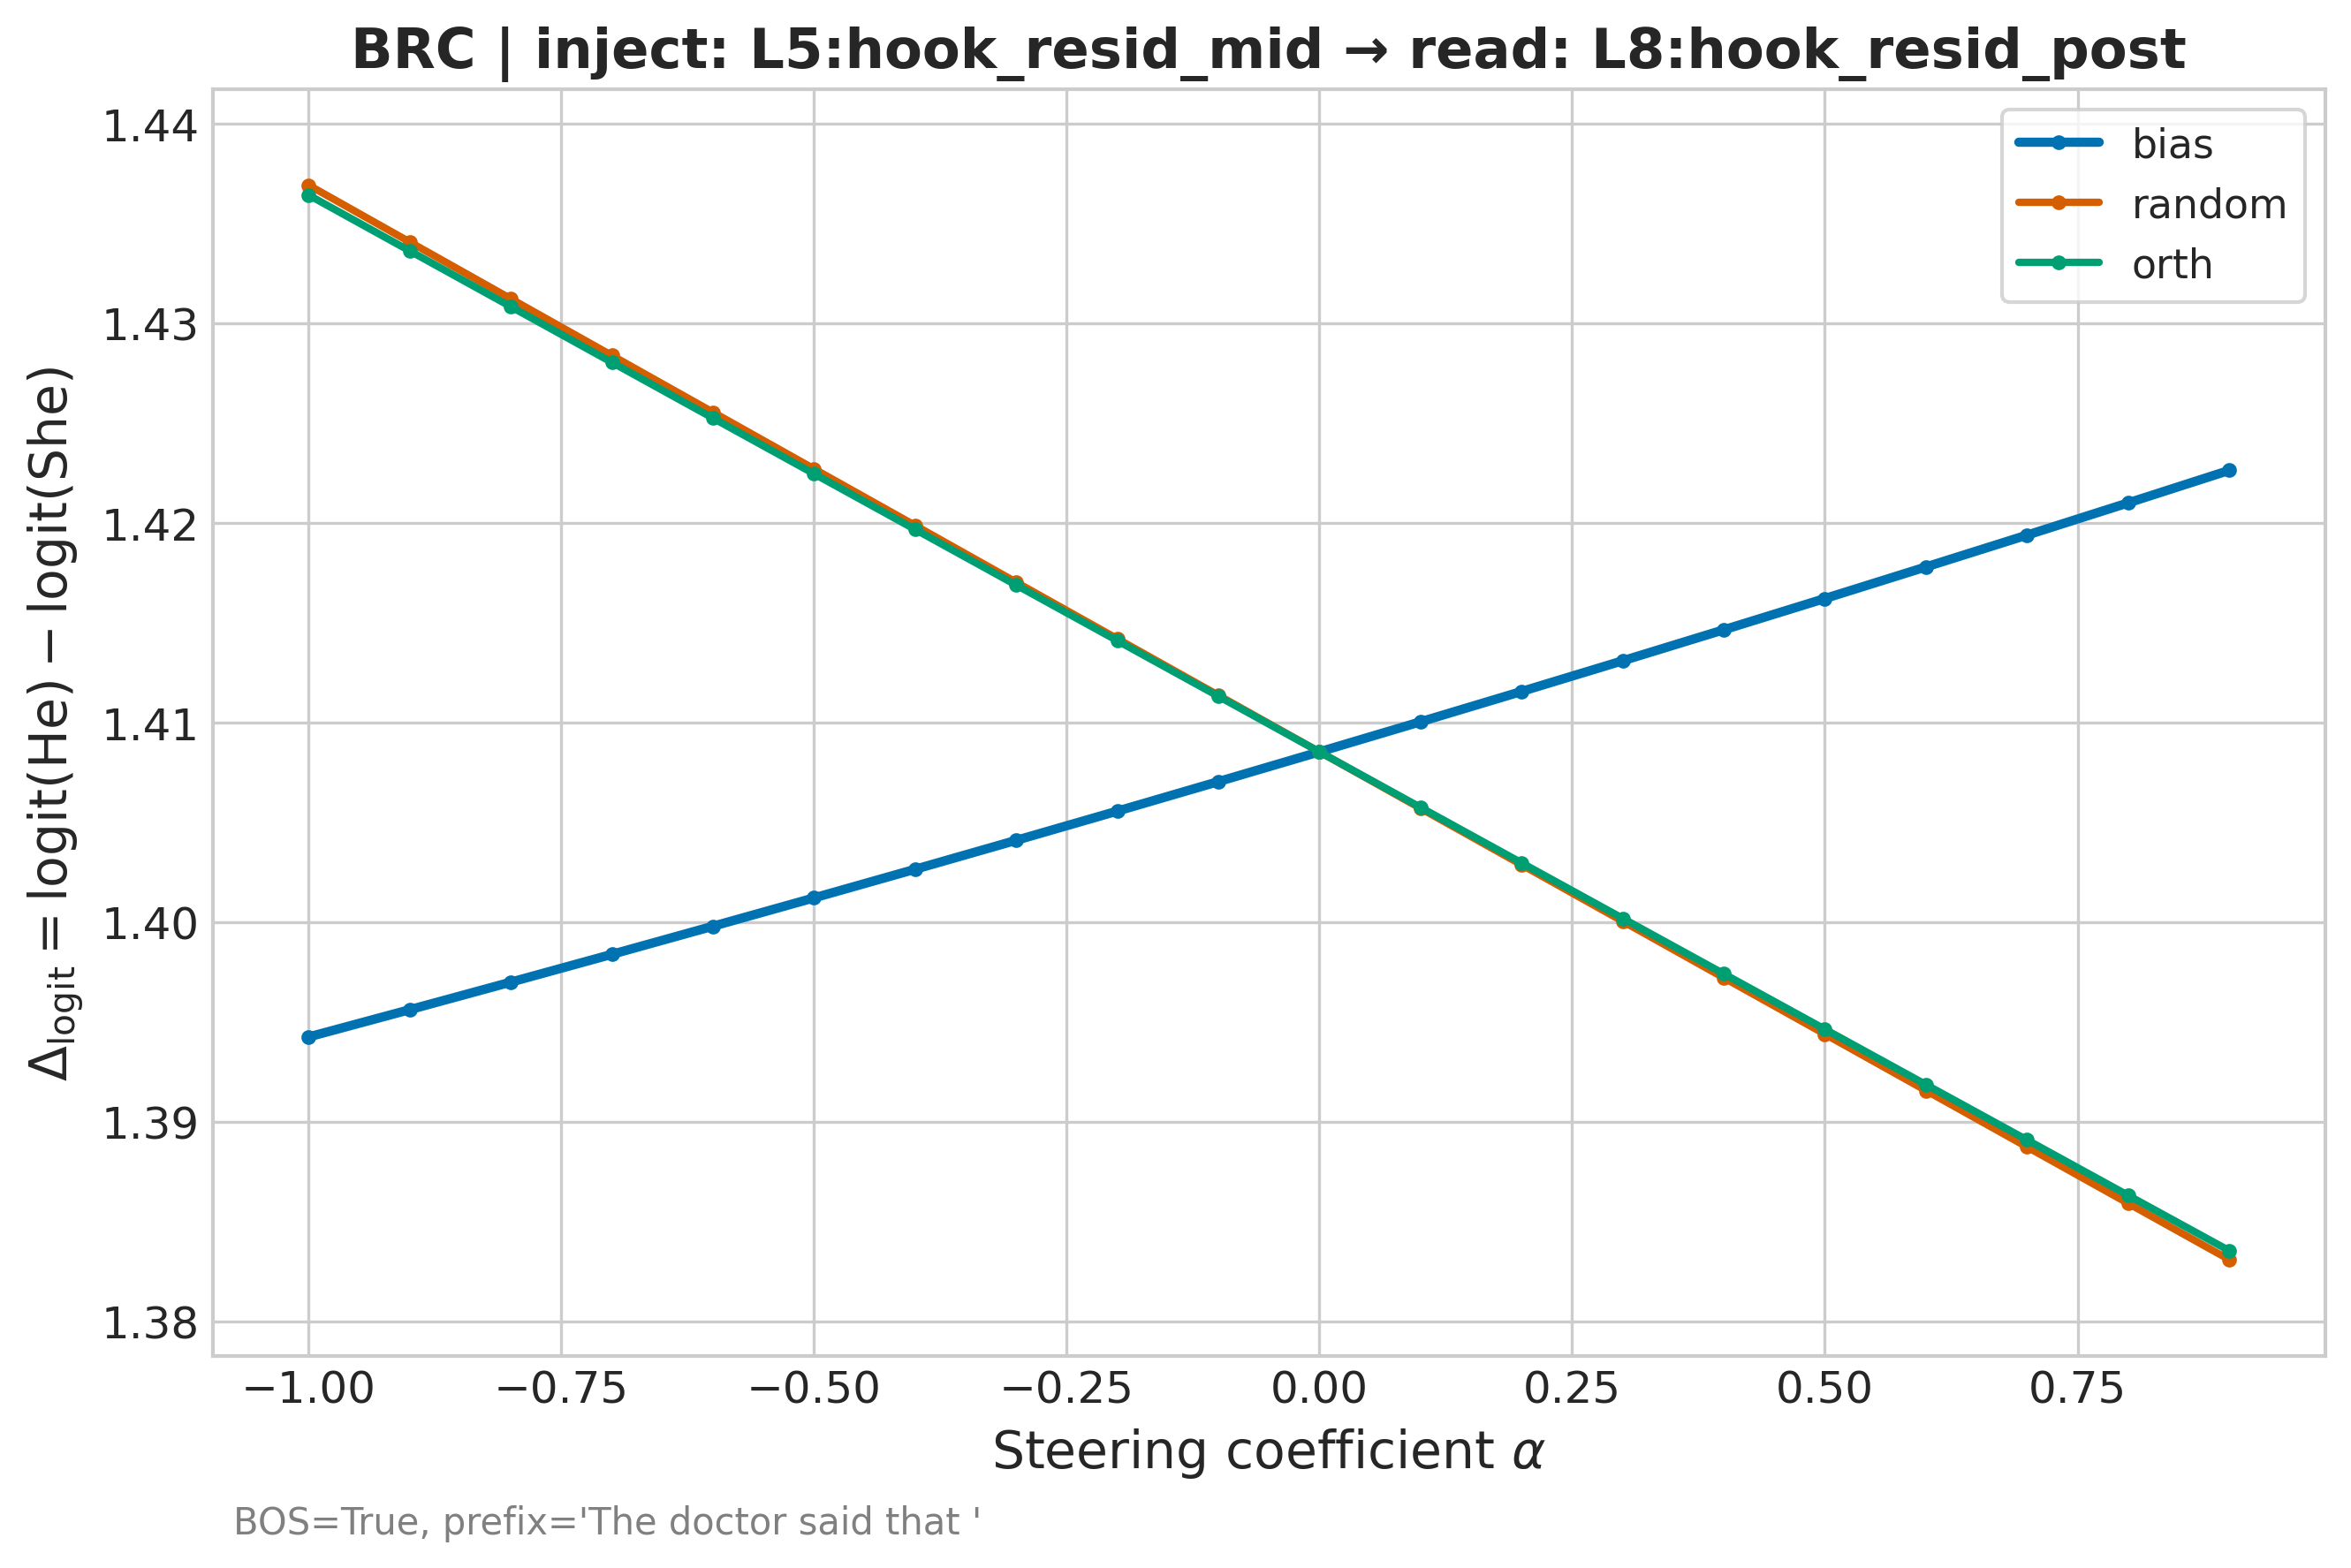 BRC | inject: L5:hook_resid_mid → read: L8:hook_resid_post
1.44
1.43
1.42
1.41
1.40
1.39
1.38
Δlogit = logit(He) − logit(She)
bias
random
orth
−1.00 −0.75 −0.50 −0.25 0.00 0.25 0.50 0.75
Steering coefficient α
BOS=True, prefix='The doctor said that '